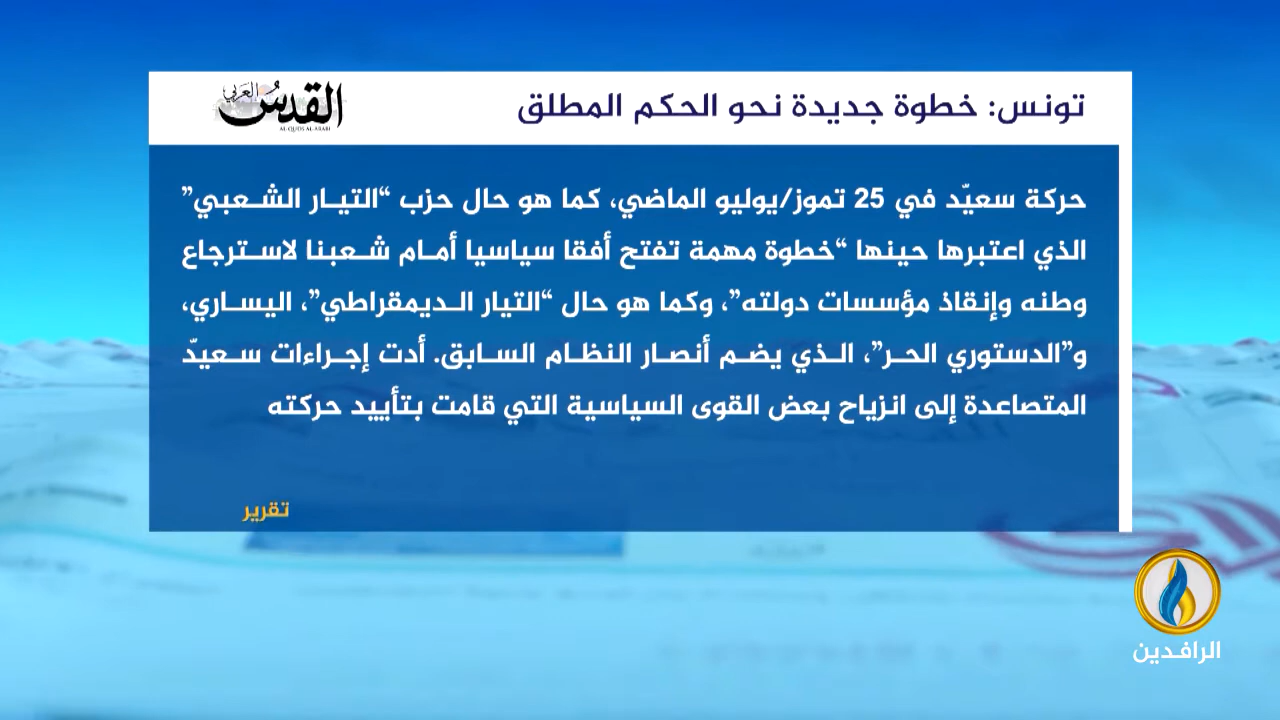 تونس: خطوة جديدة نحو الحكم المطلق
القدس العربي
AL-QUDS AL-ARABI
حركة سعيّد في 25 تموز/يوليو الماضي، كما هو حال حزب “التيار الشعبي”
الذي اعتبرها حينها “خطوة مهمة تفتح أفقا سياسيا أمام شعبنا لاسترجاع
وطنه وإنقاذ مؤسسات دولته”، وكما هو حال “التيار الديمقراطي”، اليساري،
و”الدستوري الحر”، الذي يضم أنصار النظام السابق. أدت إجراءات سعيدّ
المتصاعدة إلى انزياح بعض القوى السياسية التي قامت بتأييد حركته
تقرير
الرافدين